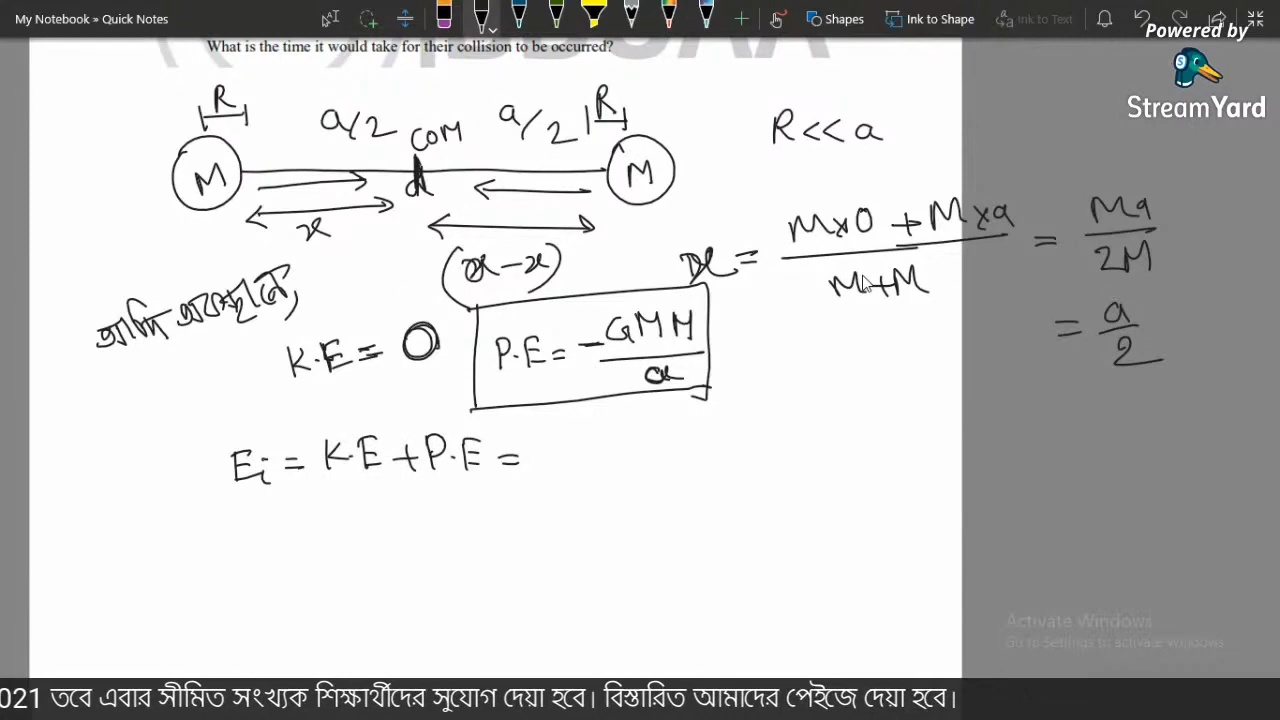 My Notebook » Quick Notes
Shapes
Ink to Shape
Ink to Text
Powered by
StreamYard
What is the time it would take for their collision to be occurred?
R
a/2
COM
a/2
R
R << a
M
d
M
x
(x-x)
x = (M×0 + M×a)/(M+M) = Ma/2M
= a/2
আদি অবস্থানে,
K.E = 0
P.E = -GMM/a
Ei = K.E + P.E =
Activate Windows
Go to Settings to activate Windows.
021 তবে এবার সীমিত সংখ্যক শিক্ষার্থীদের সুযোগ দেয়া হবে। বিস্তারিত আমাদের পেইজে দেয়া হবে।